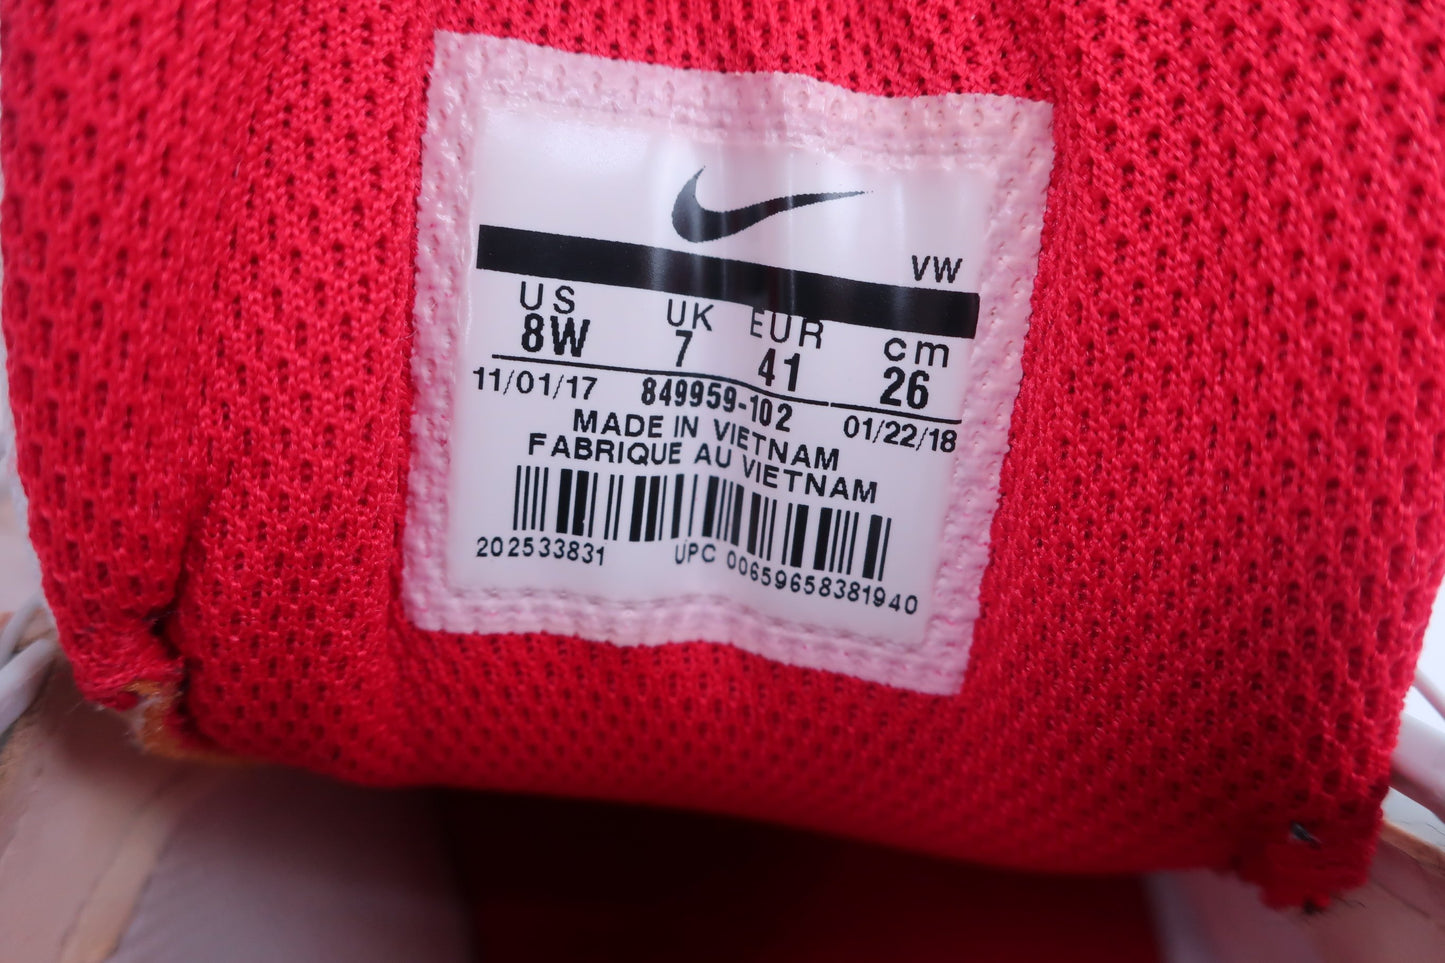 VW
US UK EUR cm
8W 7 41 26
11/01/17 849959-102 01/22/18
MADE IN VIETNAM
FABRIQUE AU VIETNAM
202533831 UPC 00659658381940